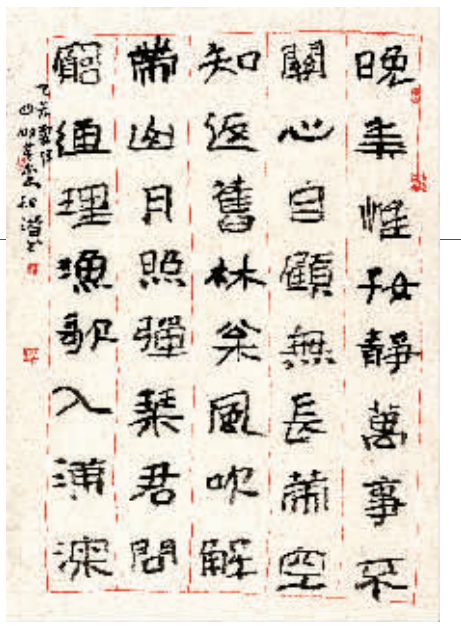 晚年惟好靜萬事不
關心自顧無長策空
知返舊林枀風吹解
帶山月照彈琴君問
窮通理漁歌入浦深